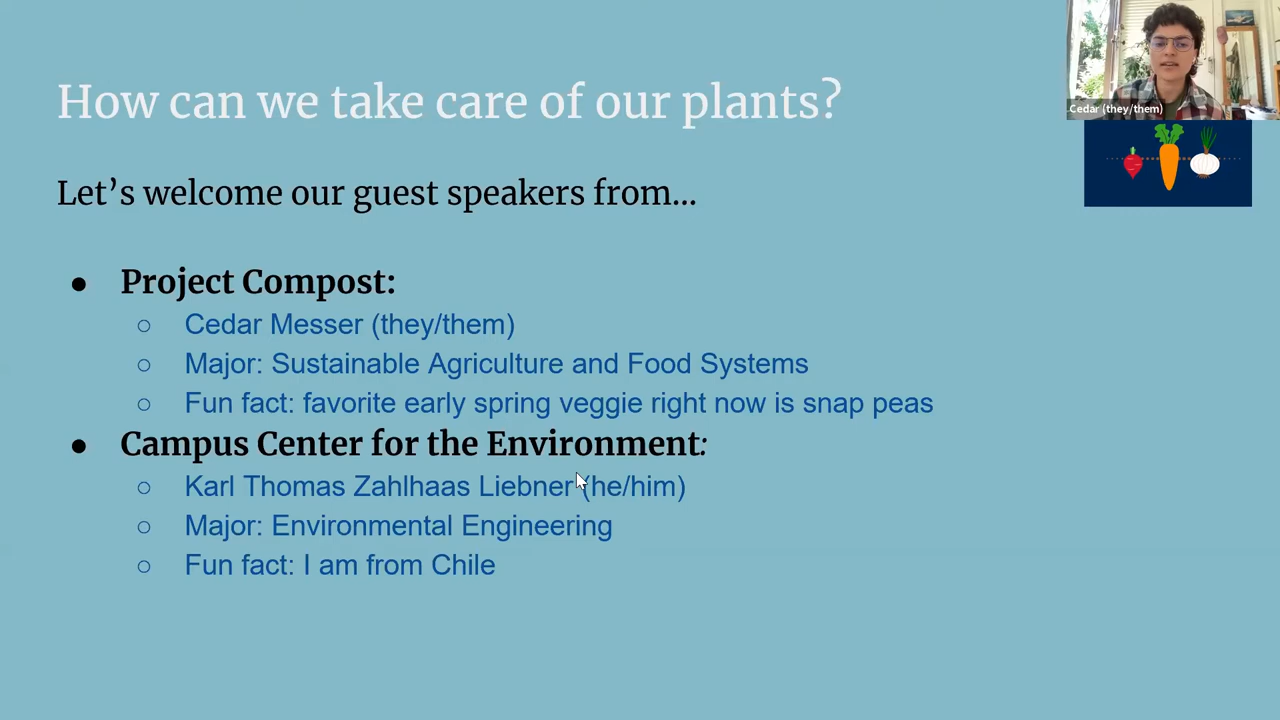 How can we take care of our plants?
Let’s welcome our guest speakers from...
● Project Compost:
○ Cedar Messer (they/them)
○ Major: Sustainable Agriculture and Food Systems
○ Fun fact: favorite early spring veggie right now is snap peas
● Campus Center for the Environment:
○ Karl Thomas Zahlhaas Liebner (he/him)
○ Major: Environmental Engineering
○ Fun fact: I am from Chile
Cedar (they/them)